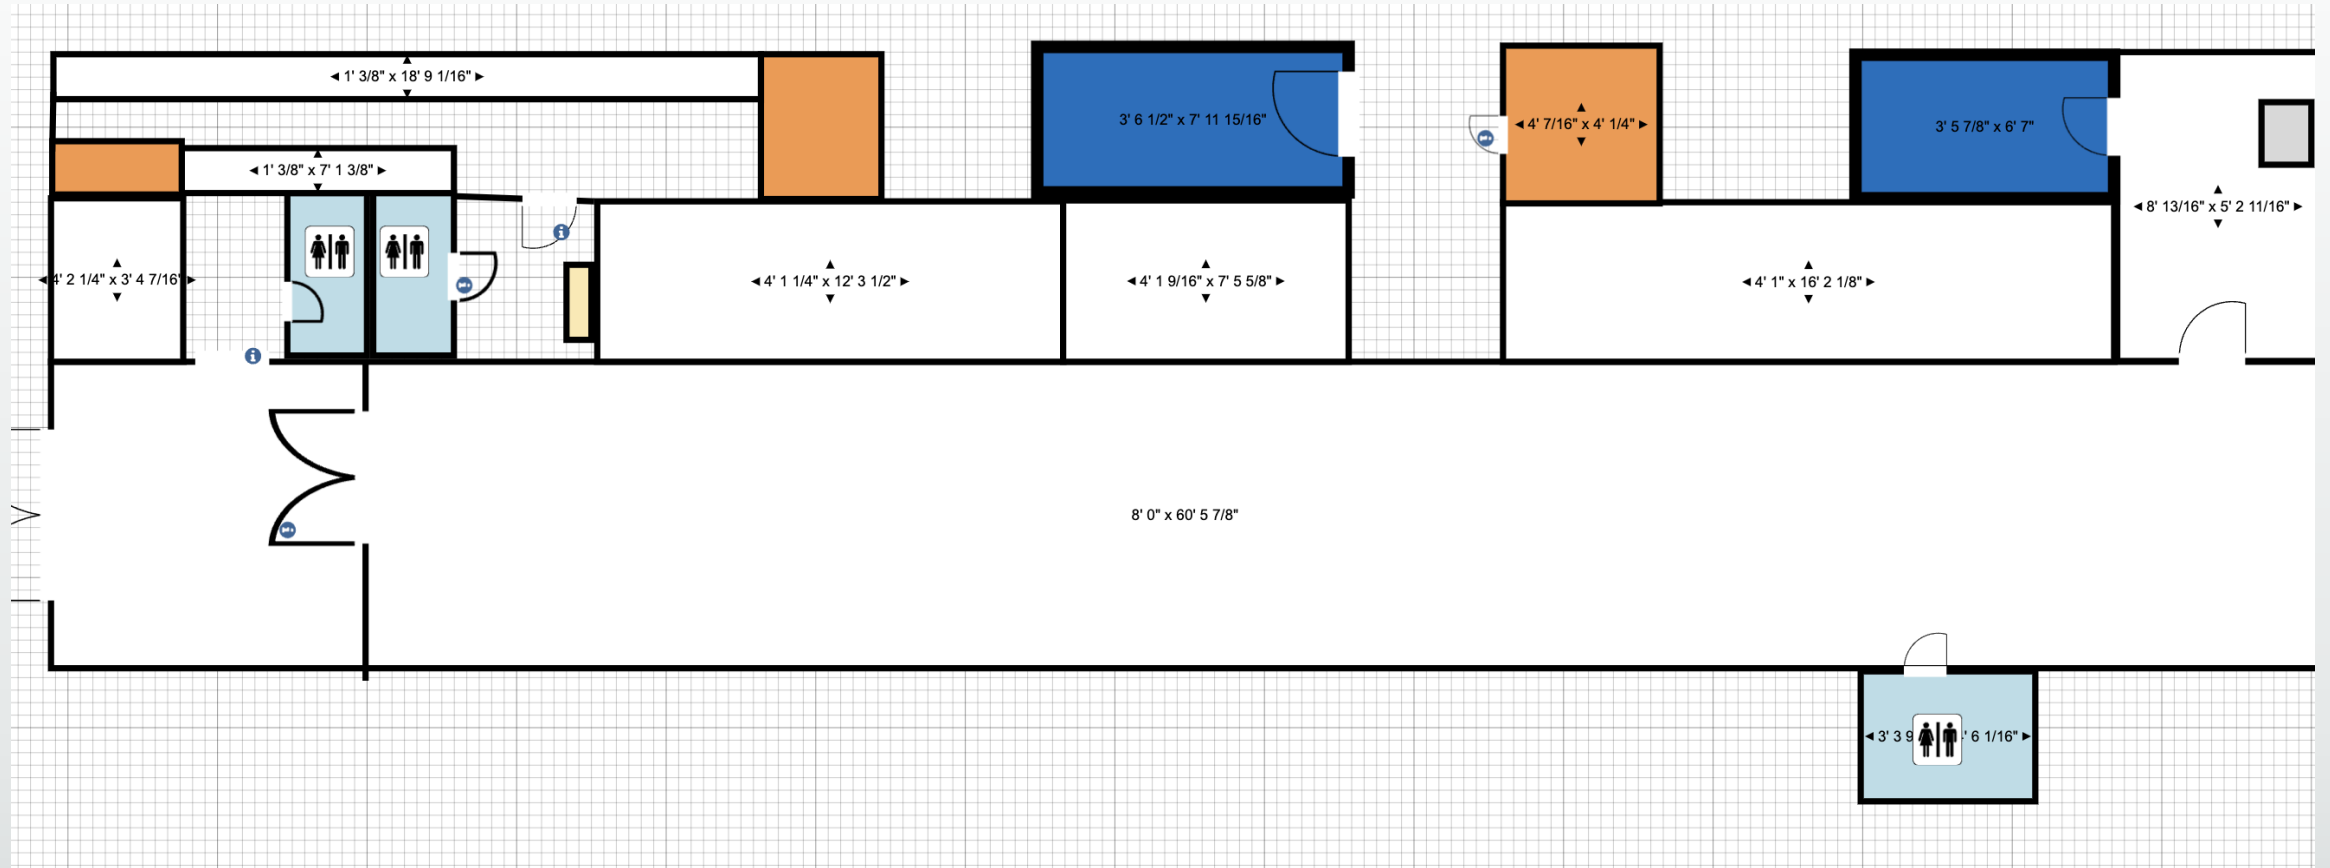 1' 3/8" x 18' 9 1/16"
3' 6 1/2" x 7' 11 15/16"
4' 7/16" x 4' 1/4"
3' 5 7/8" x 6' 7"
1' 3/8" x 7' 1 3/8"
8' 13/16" x 5' 2 11/16"
4' 2 1/4" x 3' 4 7/16"
4' 1 1/4" x 12' 3 1/2"
4' 1 9/16" x 7' 5 5/8"
4' 1" x 16' 2 1/8"
8' 0" x 60' 5 7/8"
3' 3 9 ' 6 1/16"